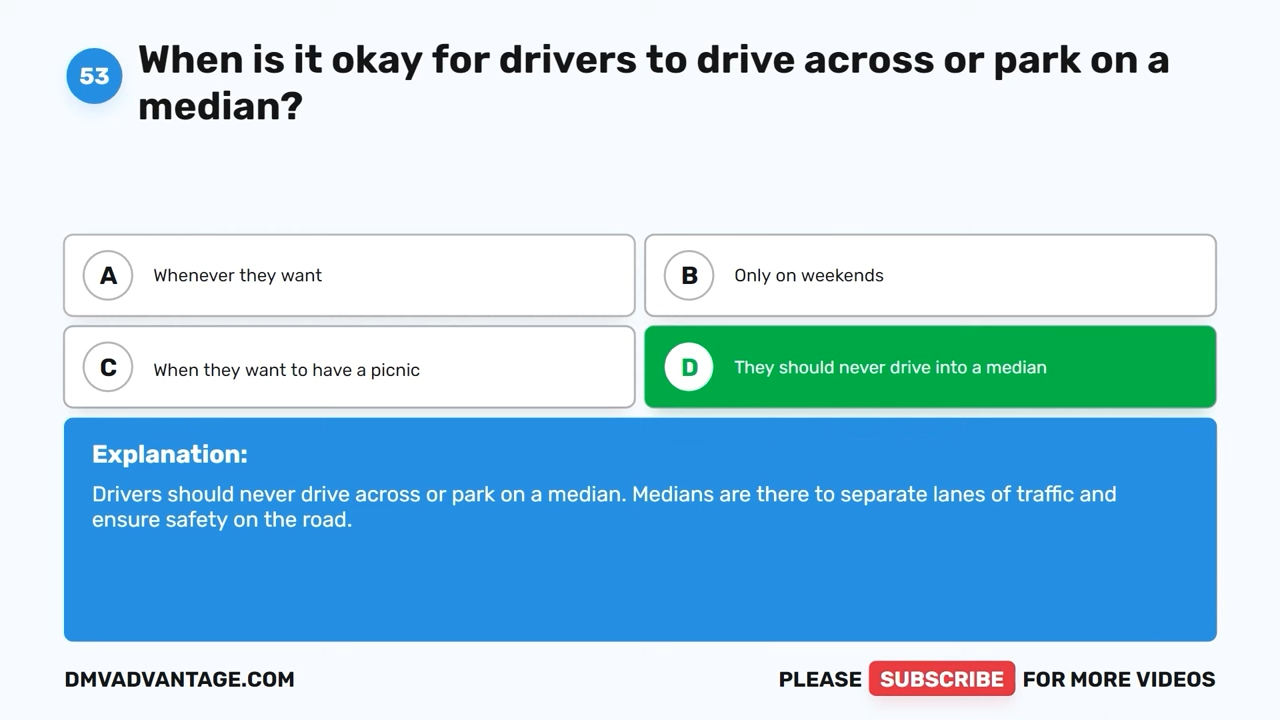 53
When is it okay for drivers to drive across or park on a
median?
A
Whenever they want
B
Only on weekends
C
When they want to have a picnic
D
They should never drive into a median
Explanation:
Drivers should never drive across or park on a median. Medians are there to separate lanes of traffic and
ensure safety on the road.
DMVADVANTAGE.COM
PLEASE SUBSCRIBE FOR MORE VIDEOS